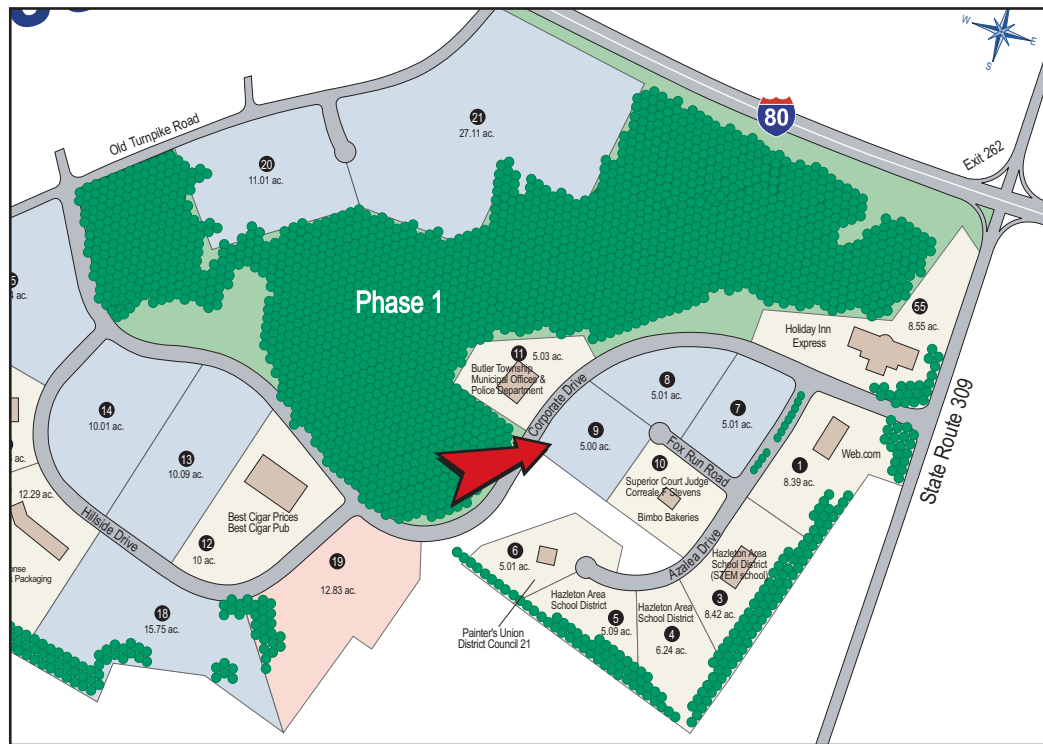 W
E
S
80
Exit 262
Old Turnpike Road
21
27.11 ac.
20
11.01 ac.
Phase 1
55
8.55 ac.
Holiday Inn
Express
11 5.03 ac.
Butler Township
Municipal Offices &
Police Department
Corporate Drive
8
5.01 ac.
7
5.01 ac.
9
5.00 ac.
Fox Run Road
10
Superior Court Judge
Correale F Stevens
Bimbo Bakeries
1
8.39 ac.
Web.com
State Route 309
14
10.01 ac.
13
10.09 ac.
Best Cigar Prices
Best Cigar Pub
12
10 ac.
Hillside Drive
12.29 ac.
Packaging
19
12.83 ac.
18
15.75 ac.
6
5.01 ac.
Painter's Union
District Council 21
Azalea Drive
Hazleton Area
School District
5
5.09 ac.
Hazleton Area
School District
4
6.24 ac.
Hazleton Area
School District
(STEM school)
3
8.42 ac.